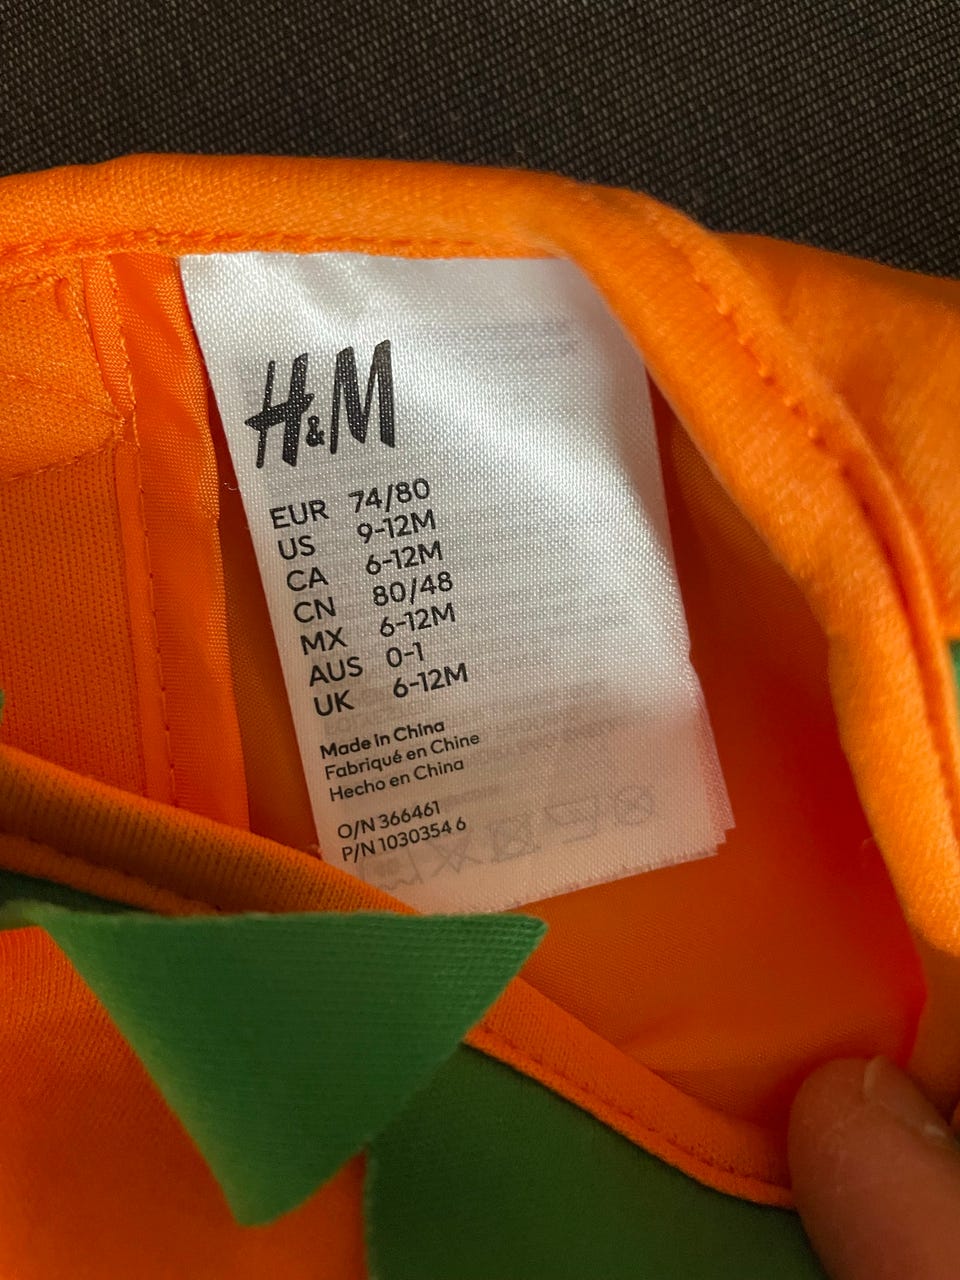 H&M
EUR 74/80
US 9-12M
CA 6-12M
CN 80/48
MX 6-12M
AUS 0-1
UK 6-12M
Made in China
Fabriqué en Chine
Hecho en China
O/N 366461
P/N 1030354 6